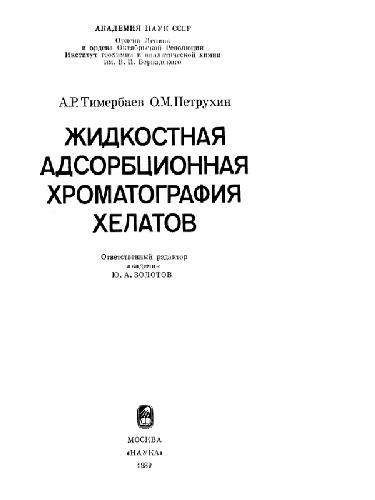 АКАДЕМИЯ НАУК СССР
Ордена Ленина
и ордена Октябрьской Революции
Институт геохимии и аналитической химии
им. В. И. Вернадского
А.Р. Тимербаев О.М. Петрухин
ЖИДКОСТНАЯ
АДСОРБЦИОННАЯ
ХРОМАТОГРАФИЯ
ХЕЛАТОВ
Ответственный редактор
академик
Ю. А. ЗОЛОТОВ
МОСКВА
«НАУКА»
1989